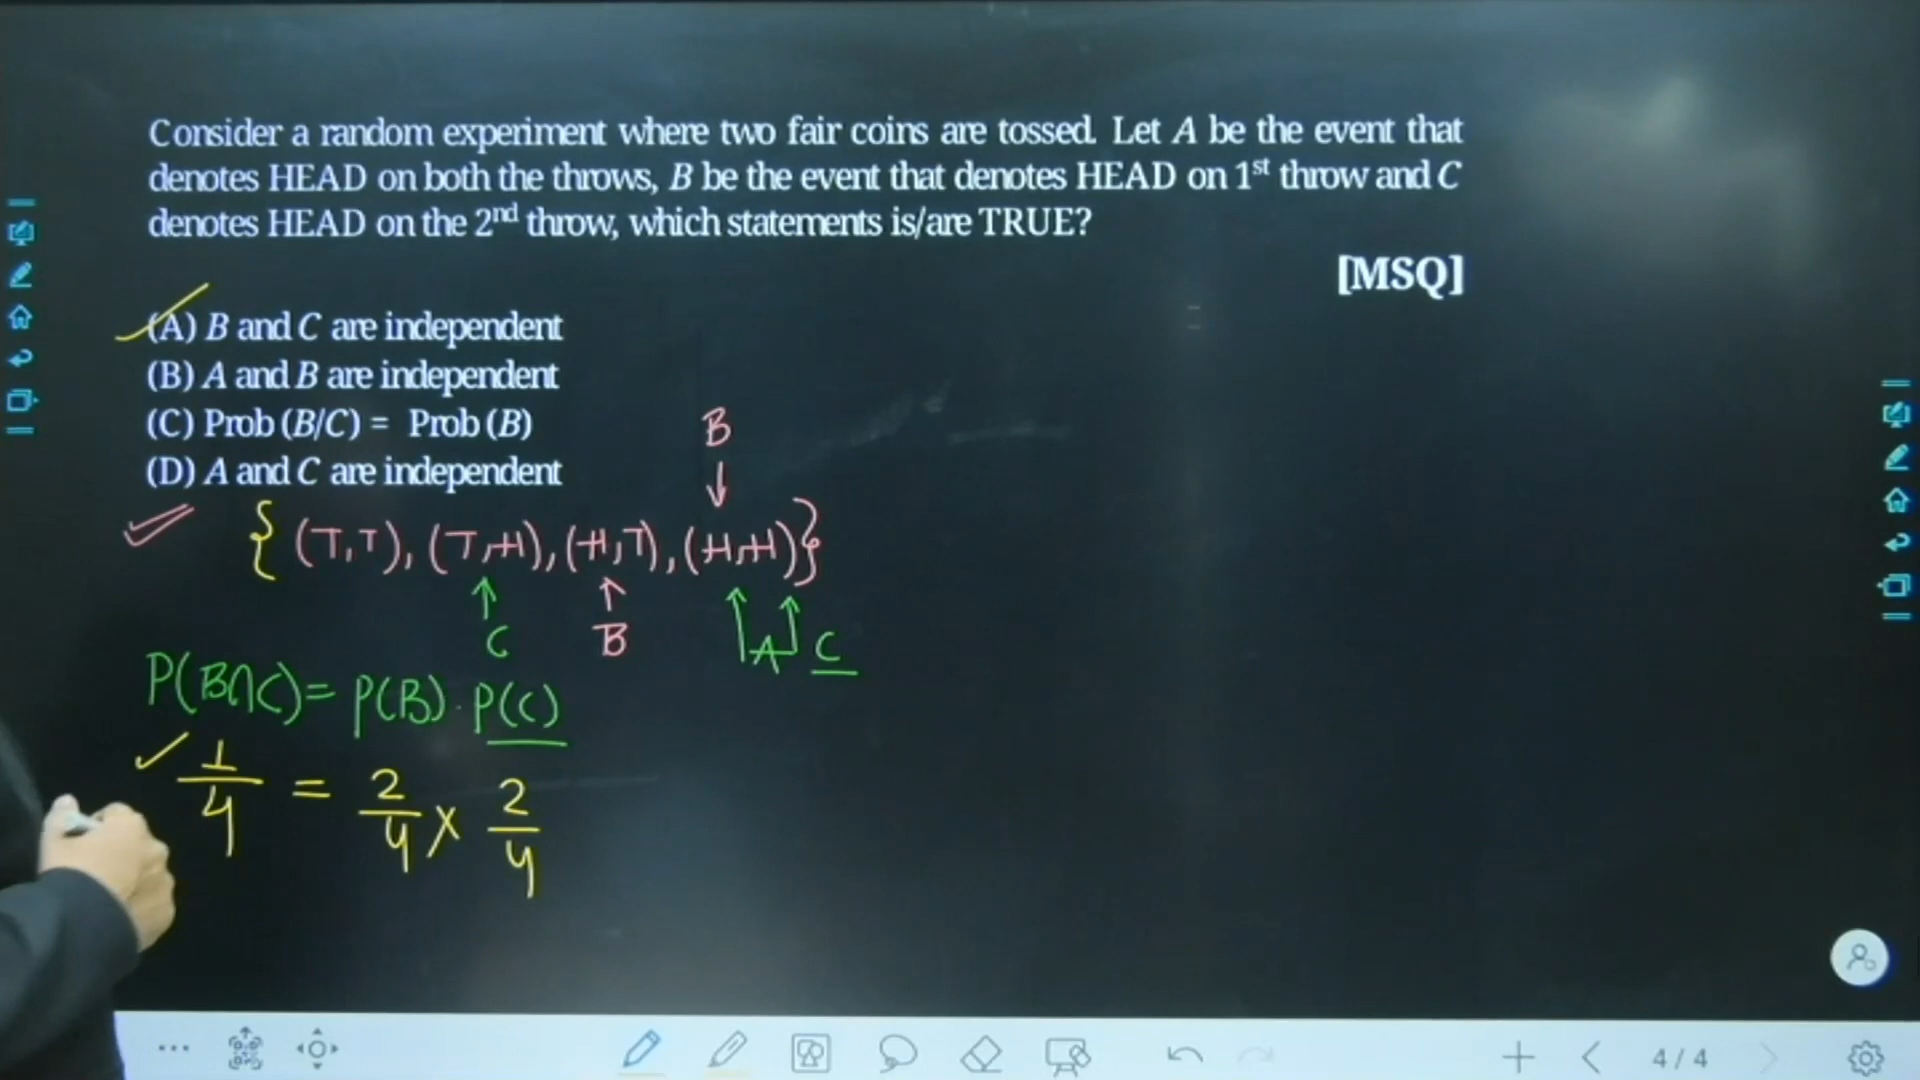 Consider a random experiment where two fair coins are tossed. Let A be the event that
denotes HEAD on both the throws, B be the event that denotes HEAD on 1st throw and C
denotes HEAD on the 2nd throw, which statements is/are TRUE?
[MSQ]
(A) B and C are independent
(B) A and B are independent
(C) Prob (B/C) = Prob (B)
(D) A and C are independent
B
{ (T,T), (T,H), (H,T), (H,H) }
C B A C
P(B∩C) = P(B) · P(C)
1/4 = 2/4 × 2/4
4 / 4